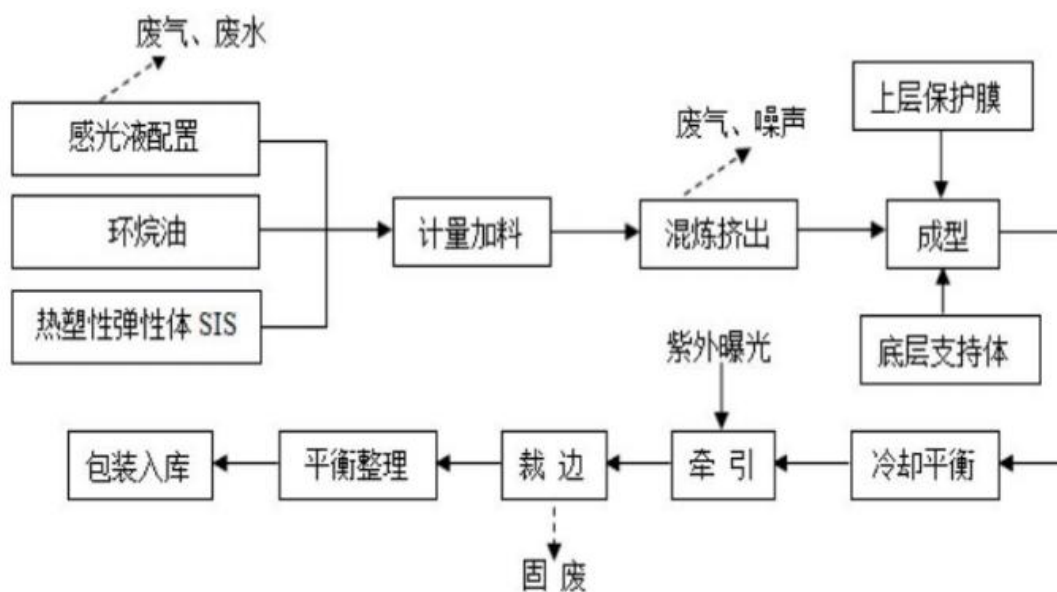 废气、废水
感光液配置
上层保护膜
废气、噪声
环烷油
计量加料
混炼挤出
成型
热塑性弹性体 SIS
紫外曝光
底层支持体
包装入库
平衡整理
裁 边
牵 引
冷却平衡
固 废